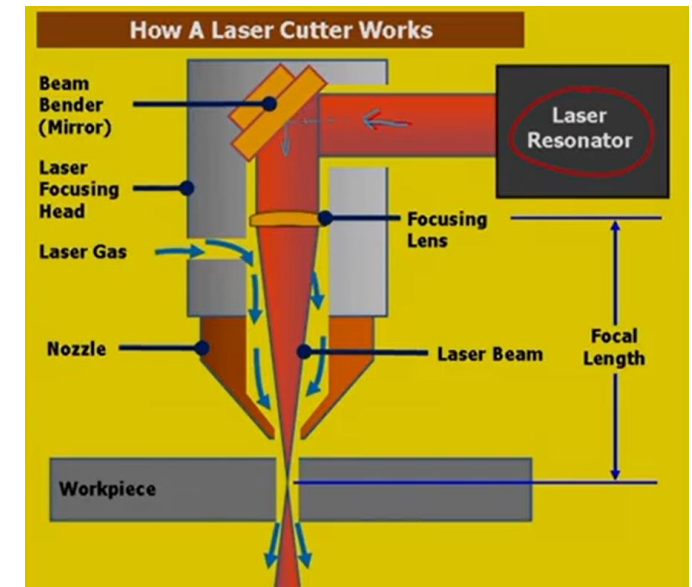 How A Laser Cutter Works
Beam
Bender
(Mirror)
Laser
Resonator
Laser
Focusing
Head
Focusing
Lens
Laser Gas
Nozzle
Laser Beam
Focal
Length
Workpiece